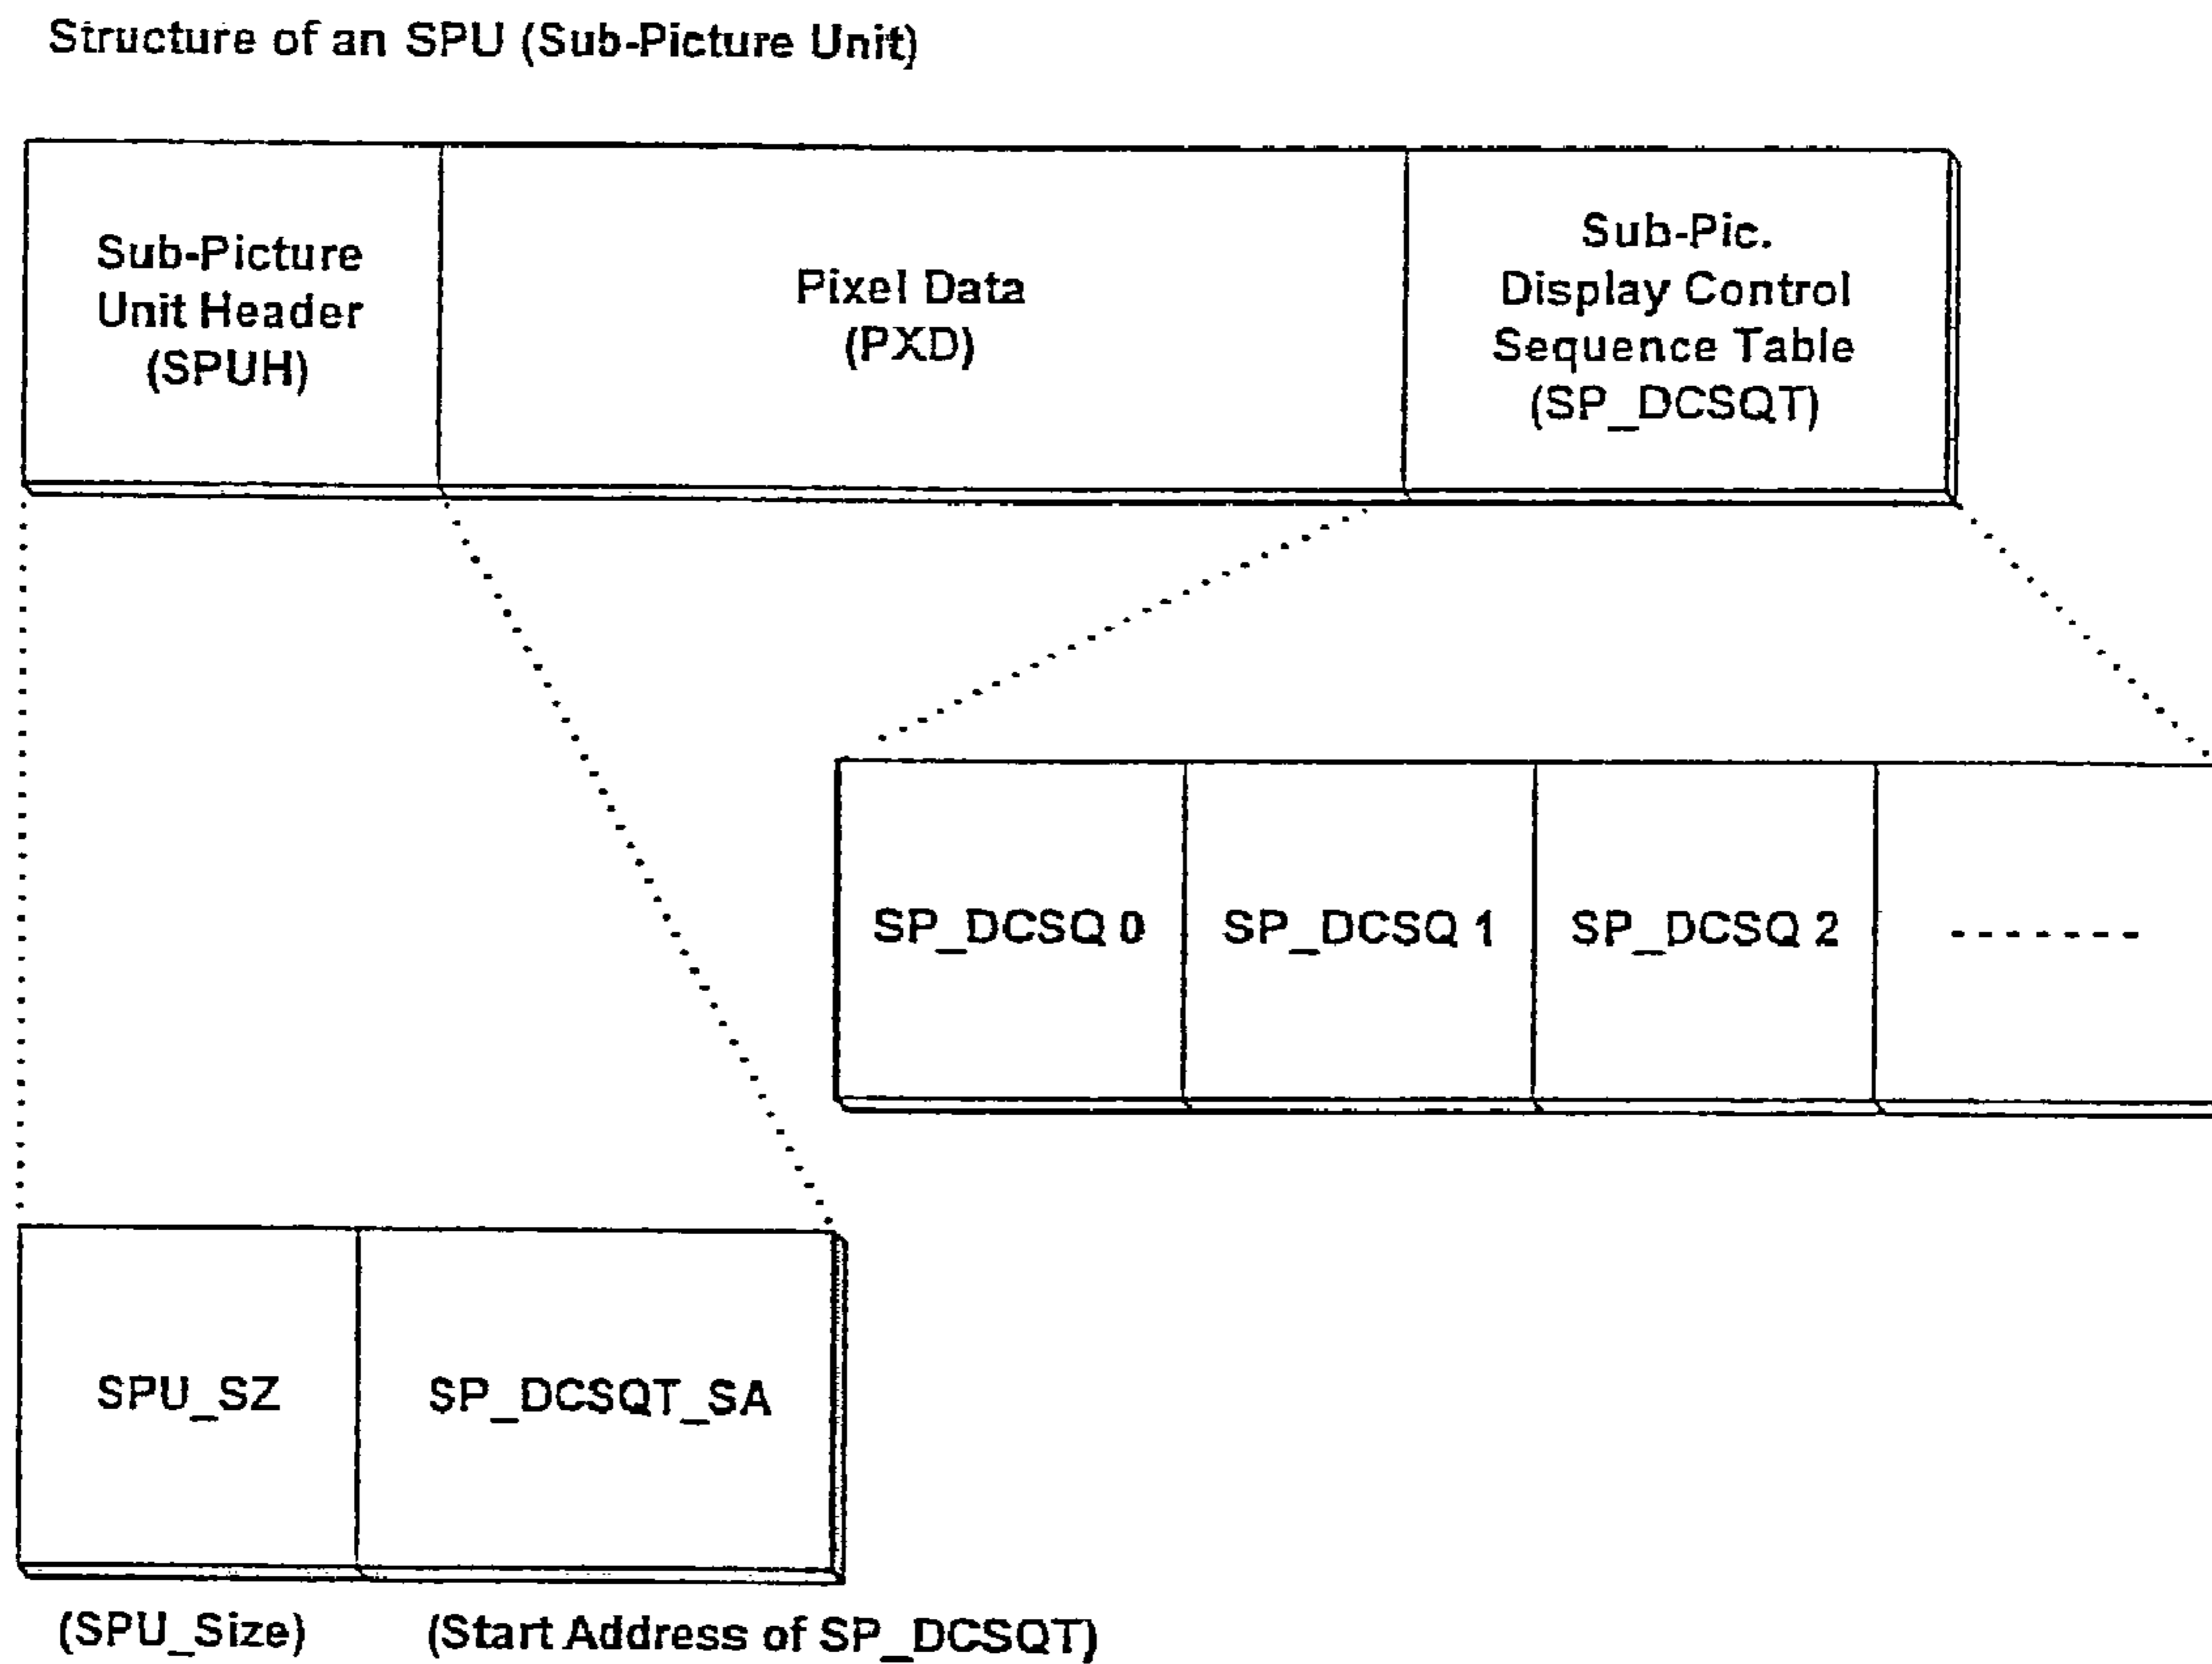 Structure of an SPU (Sub-Picture Unit)
Sub-Picture
Unit Header
(SPUH)
Pixel Data
(PXD)
Sub-Pic.
Display Control
Sequence Table
(SP_DCSQT)
SP_DCSQ 0
SP_DCSQ 1
SP_DCSQ 2
-------
SPU_SZ
SP_DCSQT_SA
(SPU_Size)
(Start Address of SP_DCSQT)